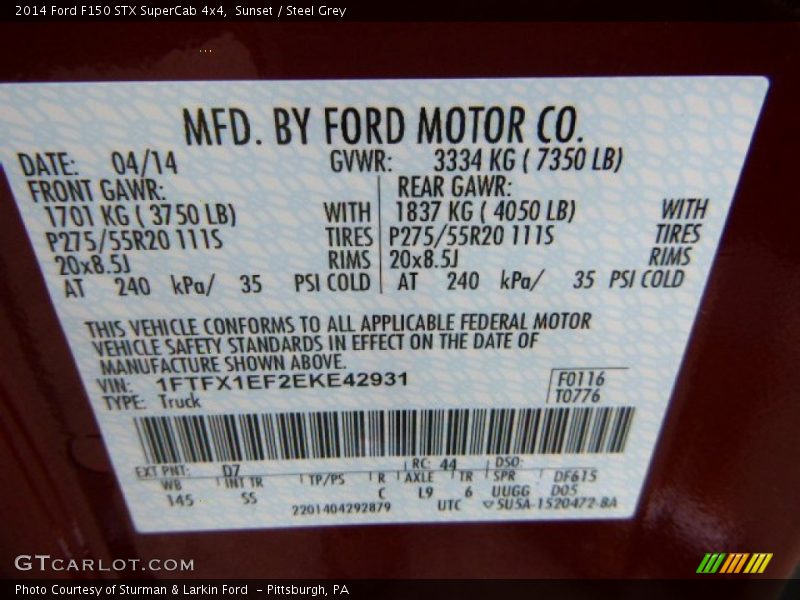 2014 Ford F150 STX SuperCab 4x4,  Sunset / Steel Grey
MFD. BY FORD MOTOR CO.
DATE: 04/14 GVWR: 3334 KG ( 7350 LB)
FRONT GAWR: REAR GAWR:
1701 KG ( 3750 LB) WITH 1837 KG ( 4050 LB) WITH
P275/55R20 111S TIRES P275/55R20 111S TIRES
20x8.5J RIMS 20x8.5J RIMS
AT 240 kPa/ 35 PSI COLD AT 240 kPa/ 35 PSI COLD
THIS VEHICLE CONFORMS TO ALL APPLICABLE FEDERAL MOTOR
VEHICLE SAFETY STANDARDS IN EFFECT ON THE DATE OF
MANUFACTURE SHOWN ABOVE.
VIN: 1FTFX1EF2EKE42931 F0116
TYPE: Truck T0776
EXT PNT: D7 RC: 44 DSO:
WB INT TR TP/PS R AXLE TR SPR DF615
145 SS C L9 6 UUGG D05
2201404292879 UTC ▽5U5A-1520472-BA
GTCARLOT.COM
Photo Courtesy of Sturman & Larkin Ford  - Pittsburgh, PA